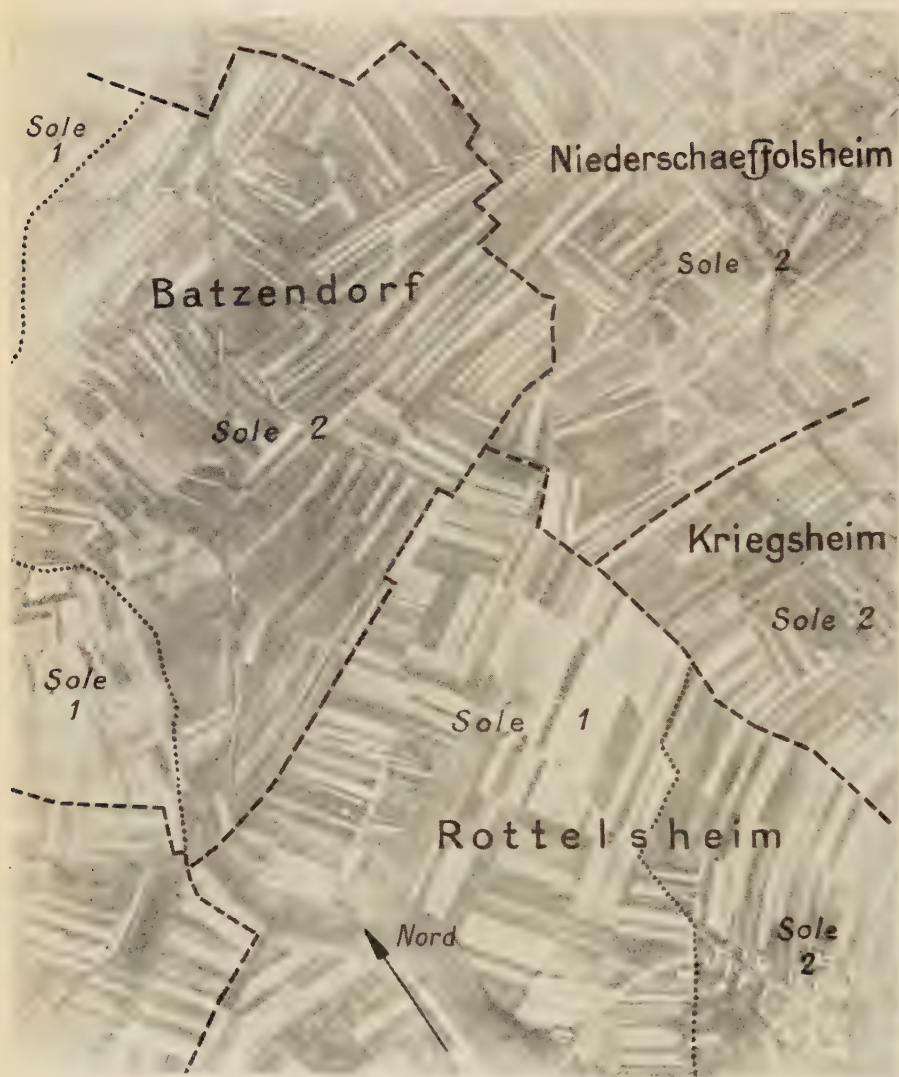 Sole
1
Niederschaeffolsheim
Sole 2
Batzendorf
Sole 2
Kriegsheim
Sole 2
Sole
1
Sole 1
Rottelsheim
Nord
Sole
2